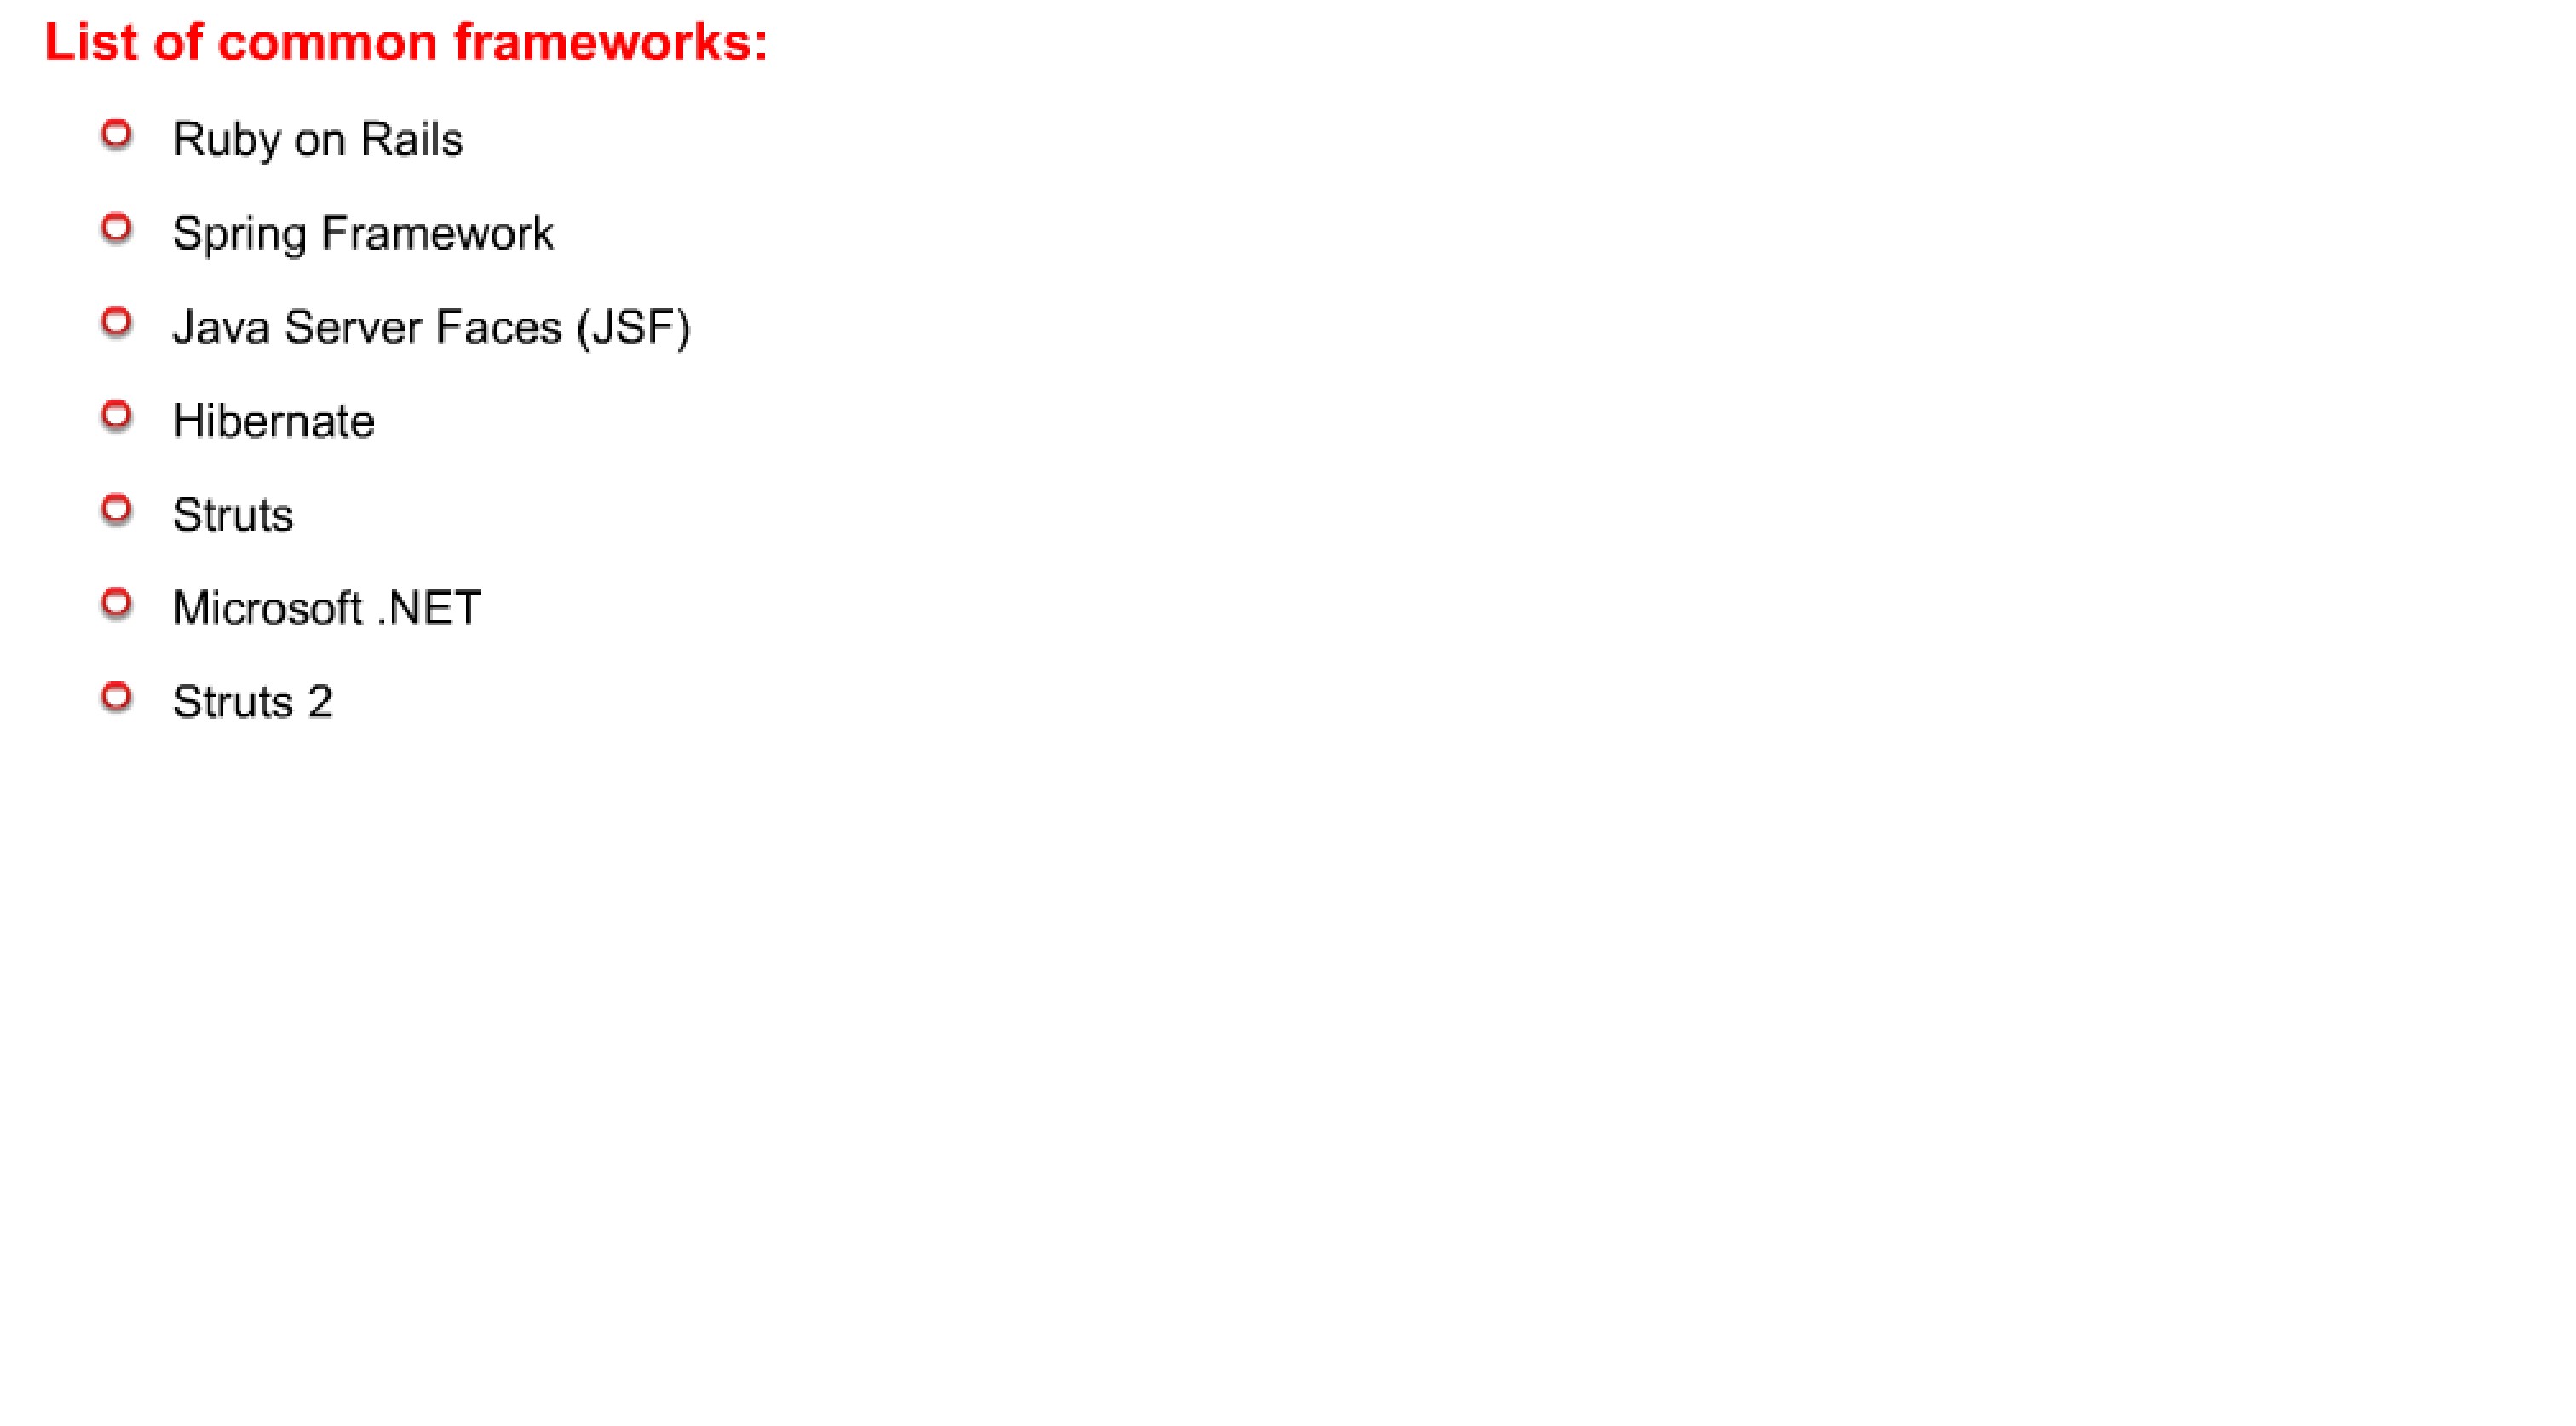 List of common frameworks:
Ruby on Rails
Spring Framework
Java Server Faces (JSF)
Hibernate
Struts
Microsoft .NET
Struts 2